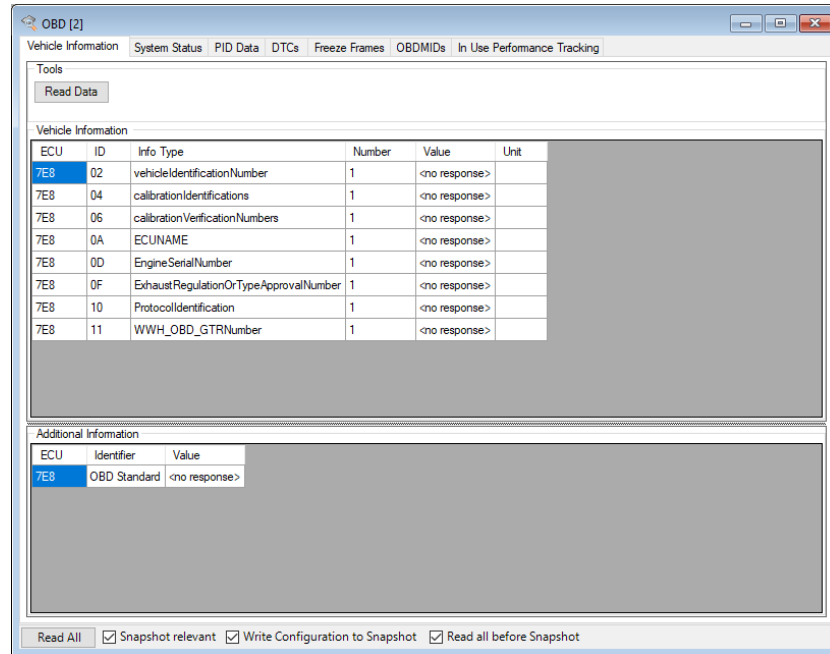 OBD [2]
Vehicle Information System Status PID Data DTCs Freeze Frames OBDMIDs In Use Performance Tracking
Tools
Read Data
Vehicle Information
ECU ID Info Type Number Value Unit
7E8 02 vehicleIdentificationNumber 1 <no response>
7E8 04 calibrationIdentifications 1 <no response>
7E8 06 calibrationVerificationNumbers 1 <no response>
7E8 0A ECUNAME 1 <no response>
7E8 0D EngineSerialNumber 1 <no response>
7E8 0F ExhaustRegulationOrTypeApprovalNumber 1 <no response>
7E8 10 ProtocolIdentification 1 <no response>
7E8 11 WWH_OBD_GTRNumber 1 <no response>
Additional Information
ECU Identifier Value
7E8 OBD Standard <no response>
Read All Snapshot relevant Write Configuration to Snapshot Read all before Snapshot